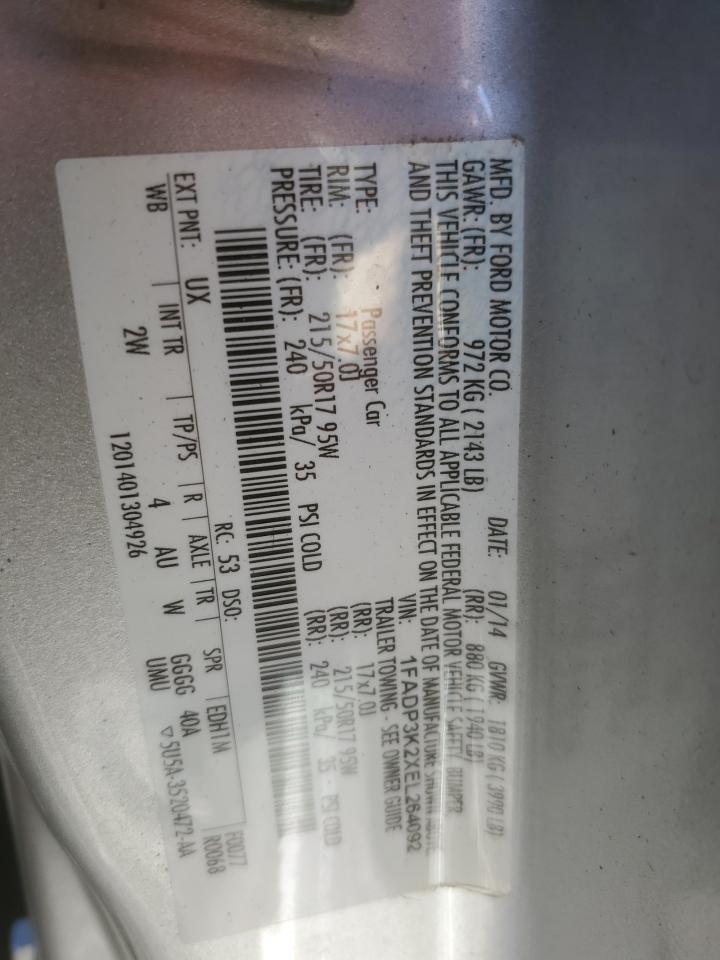 MFD. BY FORD MOTOR CO. DATE: 01/14 GVWR: 1810 KG ( 3990 LB)
GAWR: (FR): 972 KG ( 2143 LB) (RR): 880 KG ( 1940 LB)
THIS VEHICLE CONFORMS TO ALL APPLICABLE FEDERAL MOTOR VEHICLE SAFETY BUMPER
AND THEFT PREVENTION STANDARDS IN EFFECT ON THE DATE OF MANUFACTURE SHOWN ABOVE
VIN: 1FADP3K2XEL264092
TYPE: Passenger Car TRAILER TOWING - SEE OWNER GUIDE
RIM: (FR): 17x7.0J (RR): 17x7.0J
TIRE: (FR): 215/50R17 95W (RR): 215/50R17 95W
PRESSURE: (FR): 240 kPa/ 35 PSI COLD (RR): 240 kPa/ 35 PSI COLD
RC: 53 DSO:
EXT PNT: UX F0077
WB | INT TR | TP/PS | R | AXLE | TR | SPR | EDH1M R0068
2W 4 AU W GGGG 40A
UMU ▽5U5A-3520472-AA
1201401304926